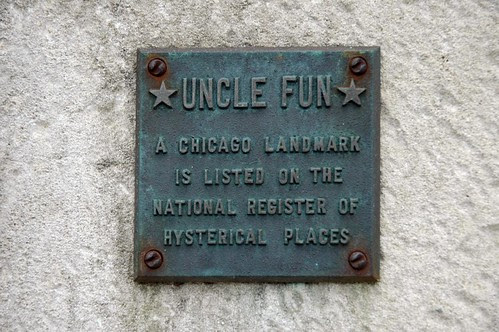 ★ UNCLE FUN ★
A CHICAGO LANDMARK
IS LISTED ON THE
NATIONAL REGISTER OF
HYSTERICAL PLACES